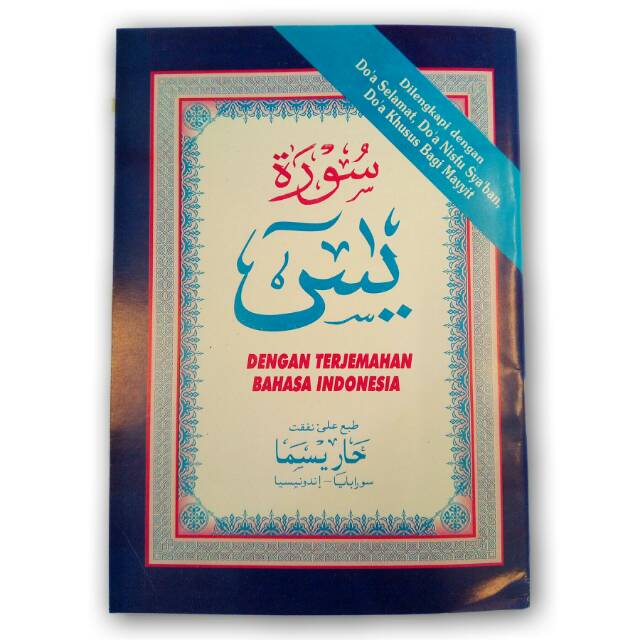 Dilengkapi dengan
Do'a Selamat, Do'a Nisfu Sya'ban,
Do'a Khusus Bagi Mayyit
سُوْرَة
يٰسٓ
DENGAN TERJEMAHAN
BAHASA INDONESIA
طبع على نفقت
حاريسما
سورابايا - إندونيسيا